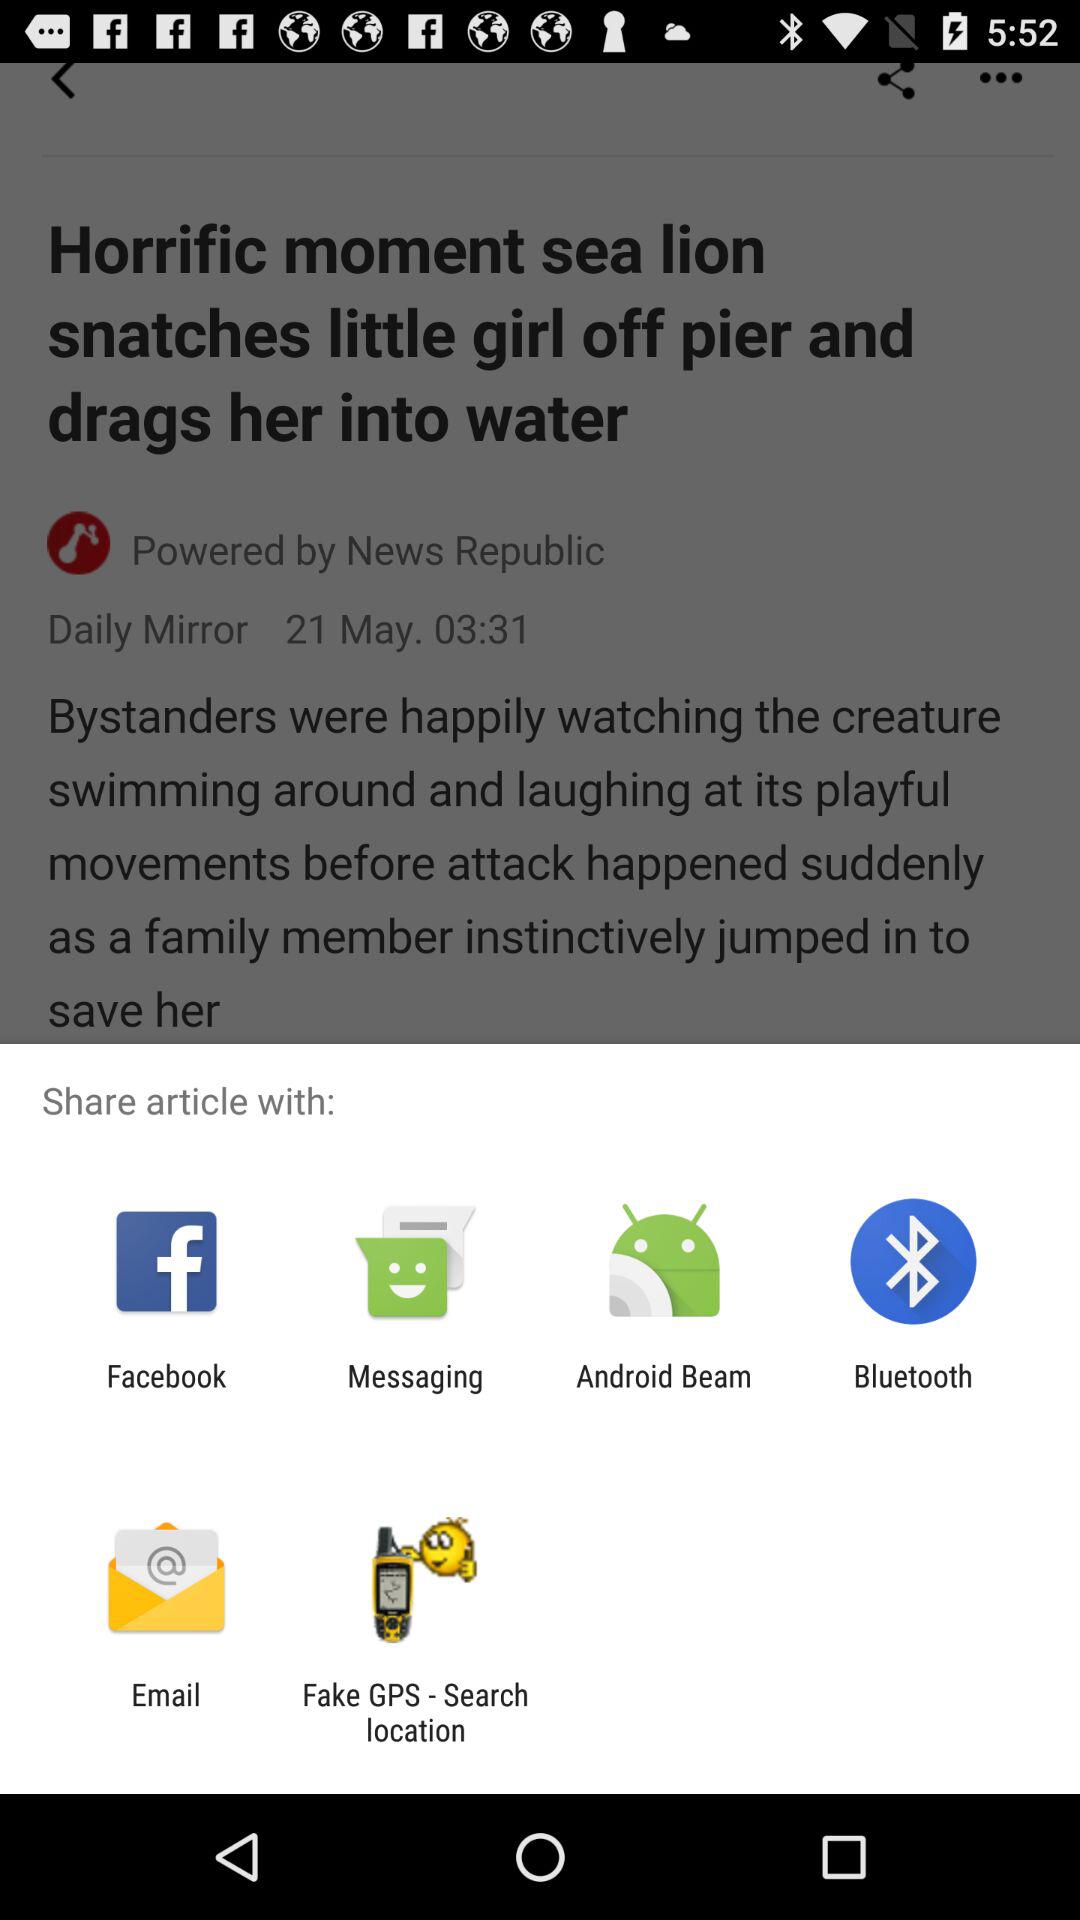 5:52
Horrific moment sea lion
snatches little girl off pier and
drags her into water
Powered by News Republic
Daily Mirror 21 May. 03:31
Bystanders were happily watching the creature
swimming around and laughing at its playful
movements before attack happened suddenly
as a family member instinctively jumped in to
save her
Share article with:
Facebook Messaging Android Beam Bluetooth
Email Fake GPS - Search
location